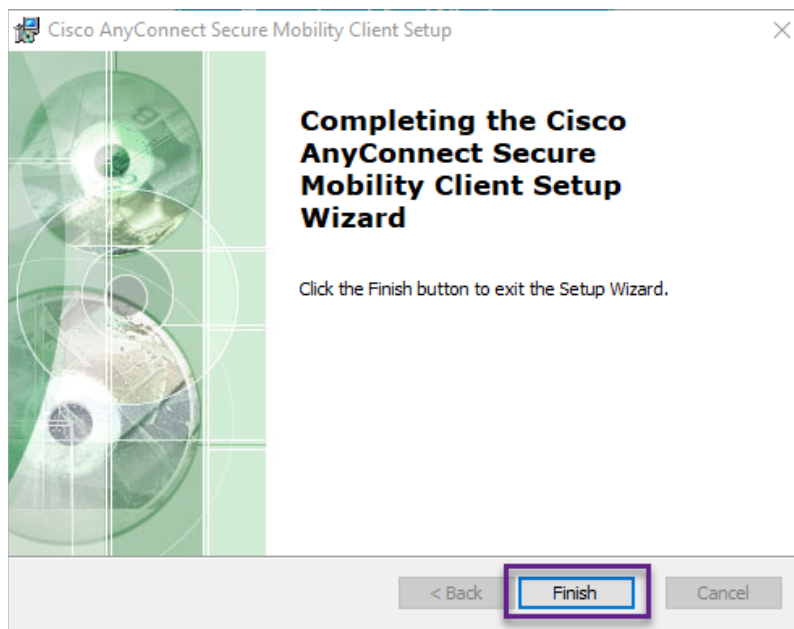 Cisco AnyConnect Secure Mobility Client Setup
Completing the Cisco
AnyConnect Secure
Mobility Client Setup
Wizard
Click the Finish button to exit the Setup Wizard.
< Back Finish Cancel